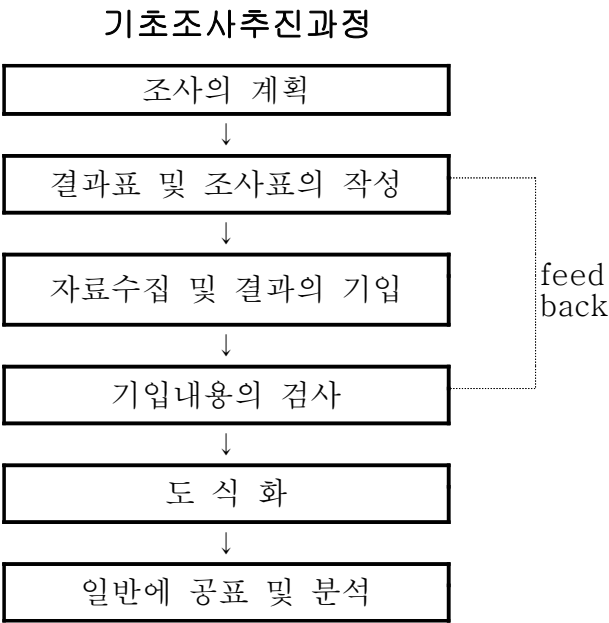 기초조사추진과정
조사의 계획
↓
결과표 및 조사표의 작성
↓
자료수집 및 결과의 기입
↓
기입내용의 검사
↓
도 식 화
↓
일반에 공표 및 분석
feed
back